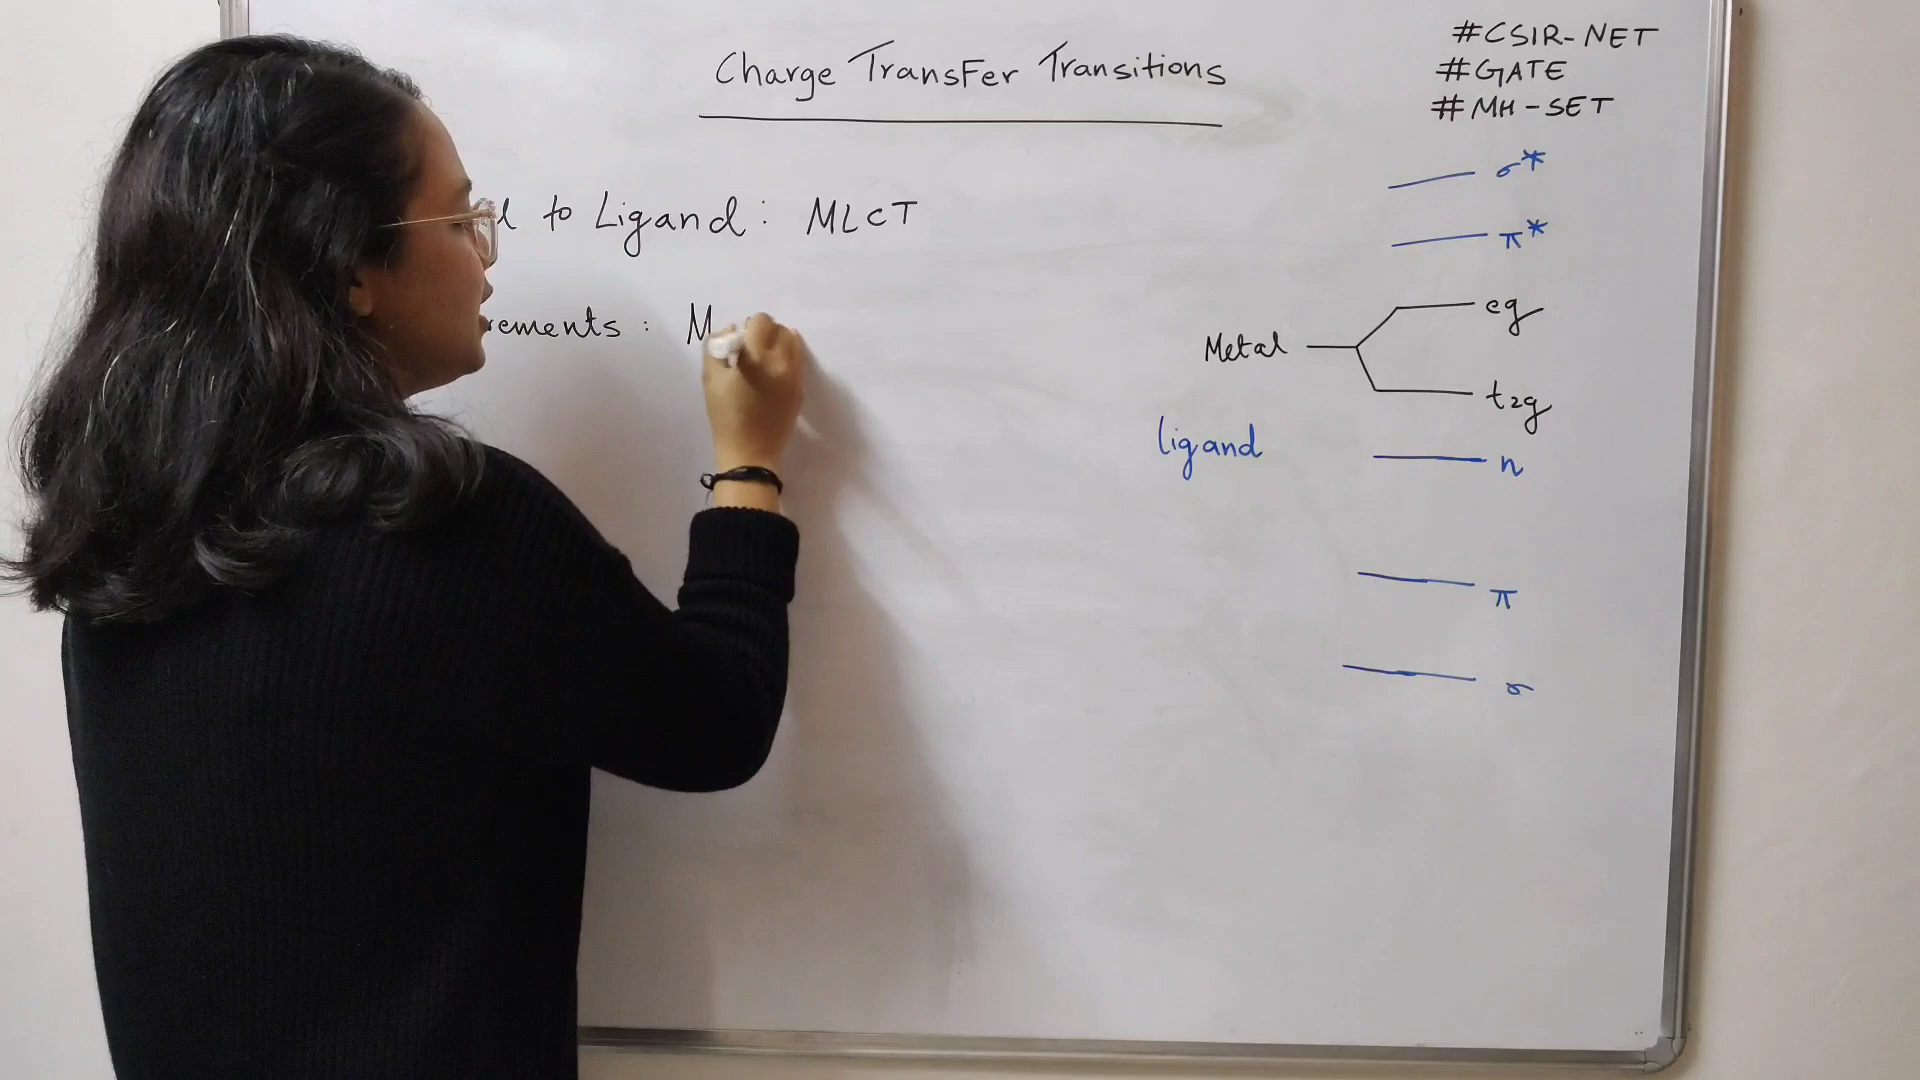 Charge Transfer Transitions
#CSIR-NET
#GATE
#MH-SET
to Ligand: MLCT
rements: M
σ*
π*
eg
Metal
t2g
ligand
n
π
σ